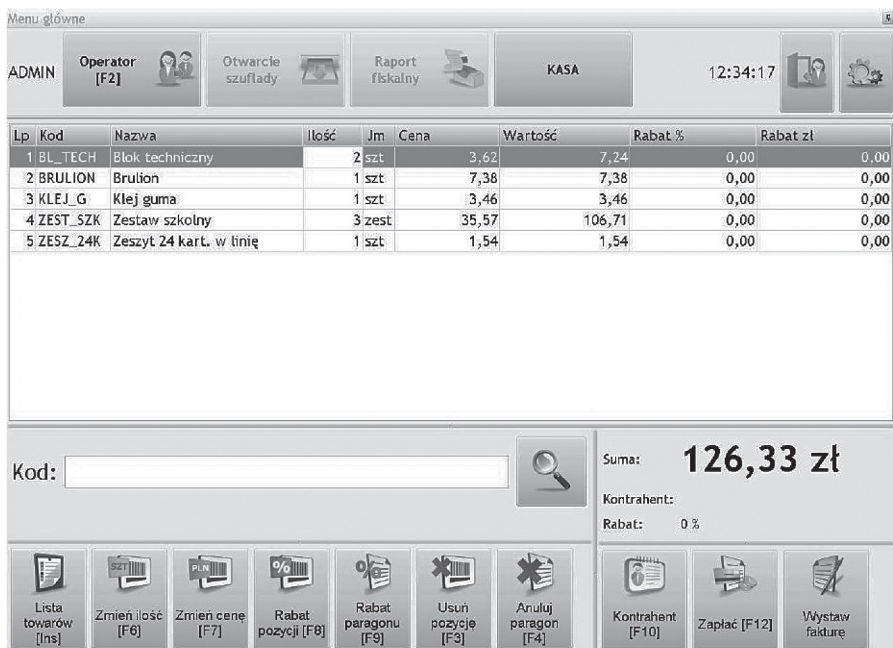 Menu główne
ADMIN
Operator
[F2]
Otwarcie
szuflady
Raport
fiskalny
KASA
12:34:17
Lp Kod Nazwa Ilość Jm Cena Wartość Rabat % Rabat zł
1 BL_TECH Blok techniczny 2 szt 3,62 7,24 0,00 0,00
2 BRULION Brulion 1 szt 7,38 7,38 0,00 0,00
3 KLEJ_G Klej guma 1 szt 3,46 3,46 0,00 0,00
4 ZEST_SZK Zestaw szkolny 3 zest 35,57 106,71 0,00 0,00
5 ZESZ_24K Zeszyt 24 kart. w linię 1 szt 1,54 1,54 0,00 0,00
Kod:
Suma: 126,33 zł
Kontrahent:
Rabat: 0 %
Lista
towarów
[Ins]
SZT
Zmień ilość
[F6]
PLN
Zmień cenę
[F7]
%
Rabat
pozycji [F8]
%
Rabat
paragonu
[F9]
Usuń
pozycję
[F3]
Anuluj
paragon
[F4]
Kontrahent
[F10]
Zapłać [F12]
Wystaw
fakturę